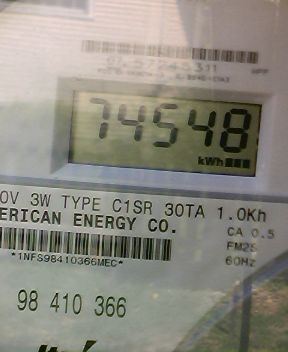 74548
kWh
0V 3W TYPE C1SR 30TA 1.0Kh
ERICAN ENERGY CO.
CA 0.5
FM2S
60Hz
*1NFS98410366MEC*
98 410 366